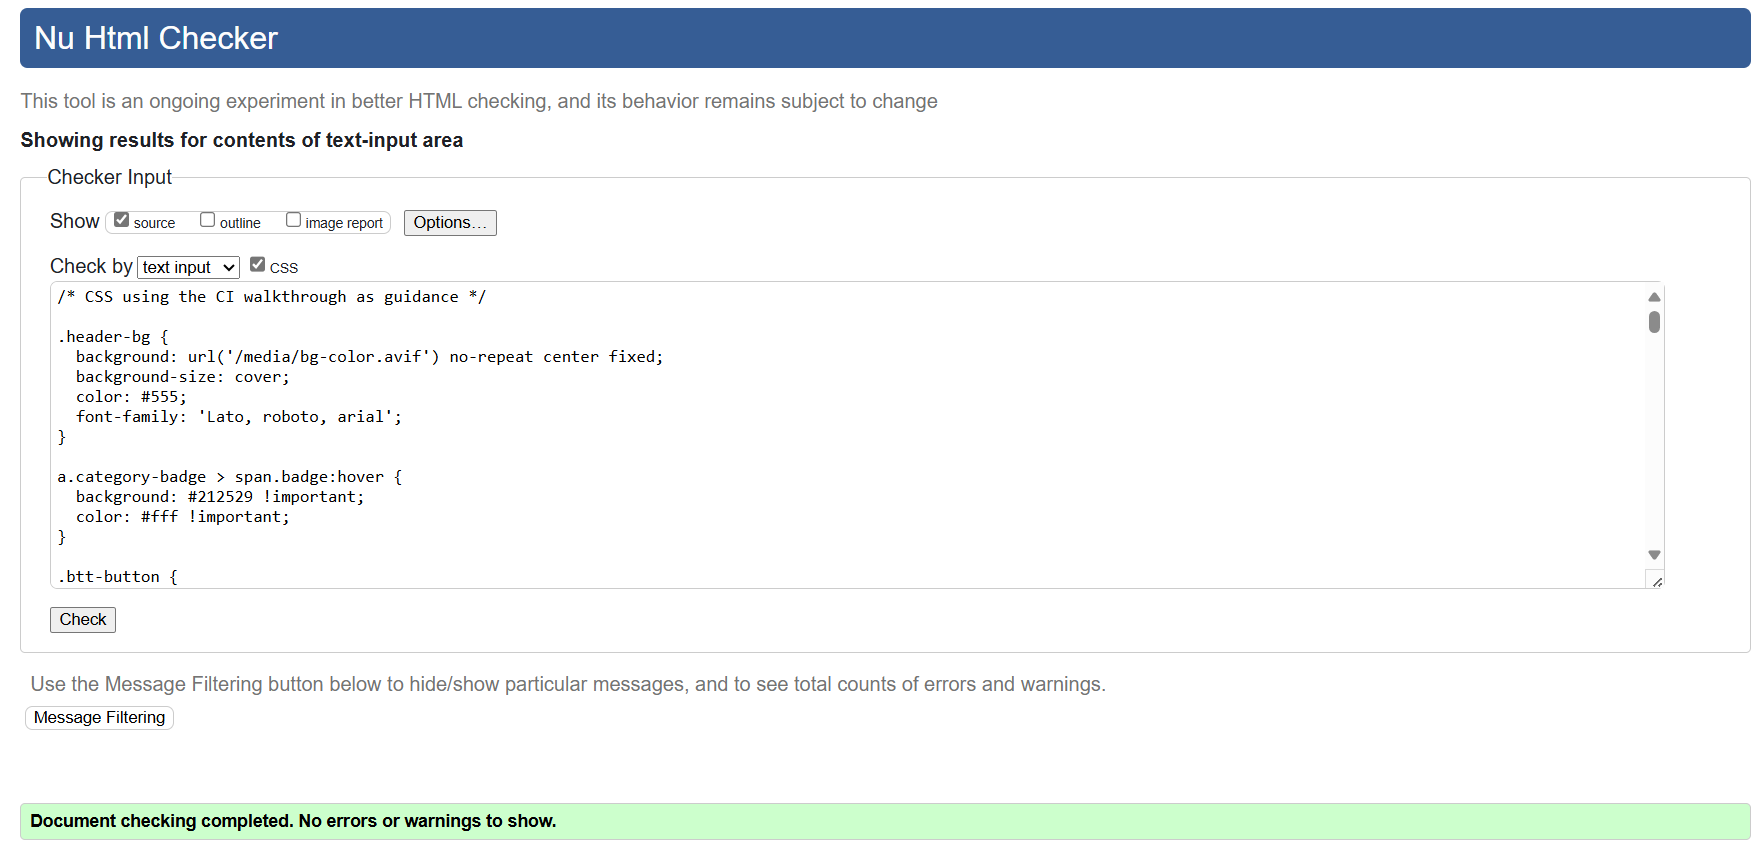 Nu Html Checker
This tool is an ongoing experiment in better HTML checking, and its behavior remains subject to change
Showing results for contents of text-input area
Checker Input
Show source outline image report Options...
Check by text input CSS
/* CSS using the CI walkthrough as guidance */
.header-bg {
  background: url('/media/bg-color.avif') no-repeat center fixed;
  background-size: cover;
  color: #555;
  font-family: 'Lato, roboto, arial';
}
a.category-badge > span.badge:hover {
  background: #212529 !important;
  color: #fff !important;
}
.btt-button {
Check
Use the Message Filtering button below to hide/show particular messages, and to see total counts of errors and warnings.
Message Filtering
Document checking completed. No errors or warnings to show.